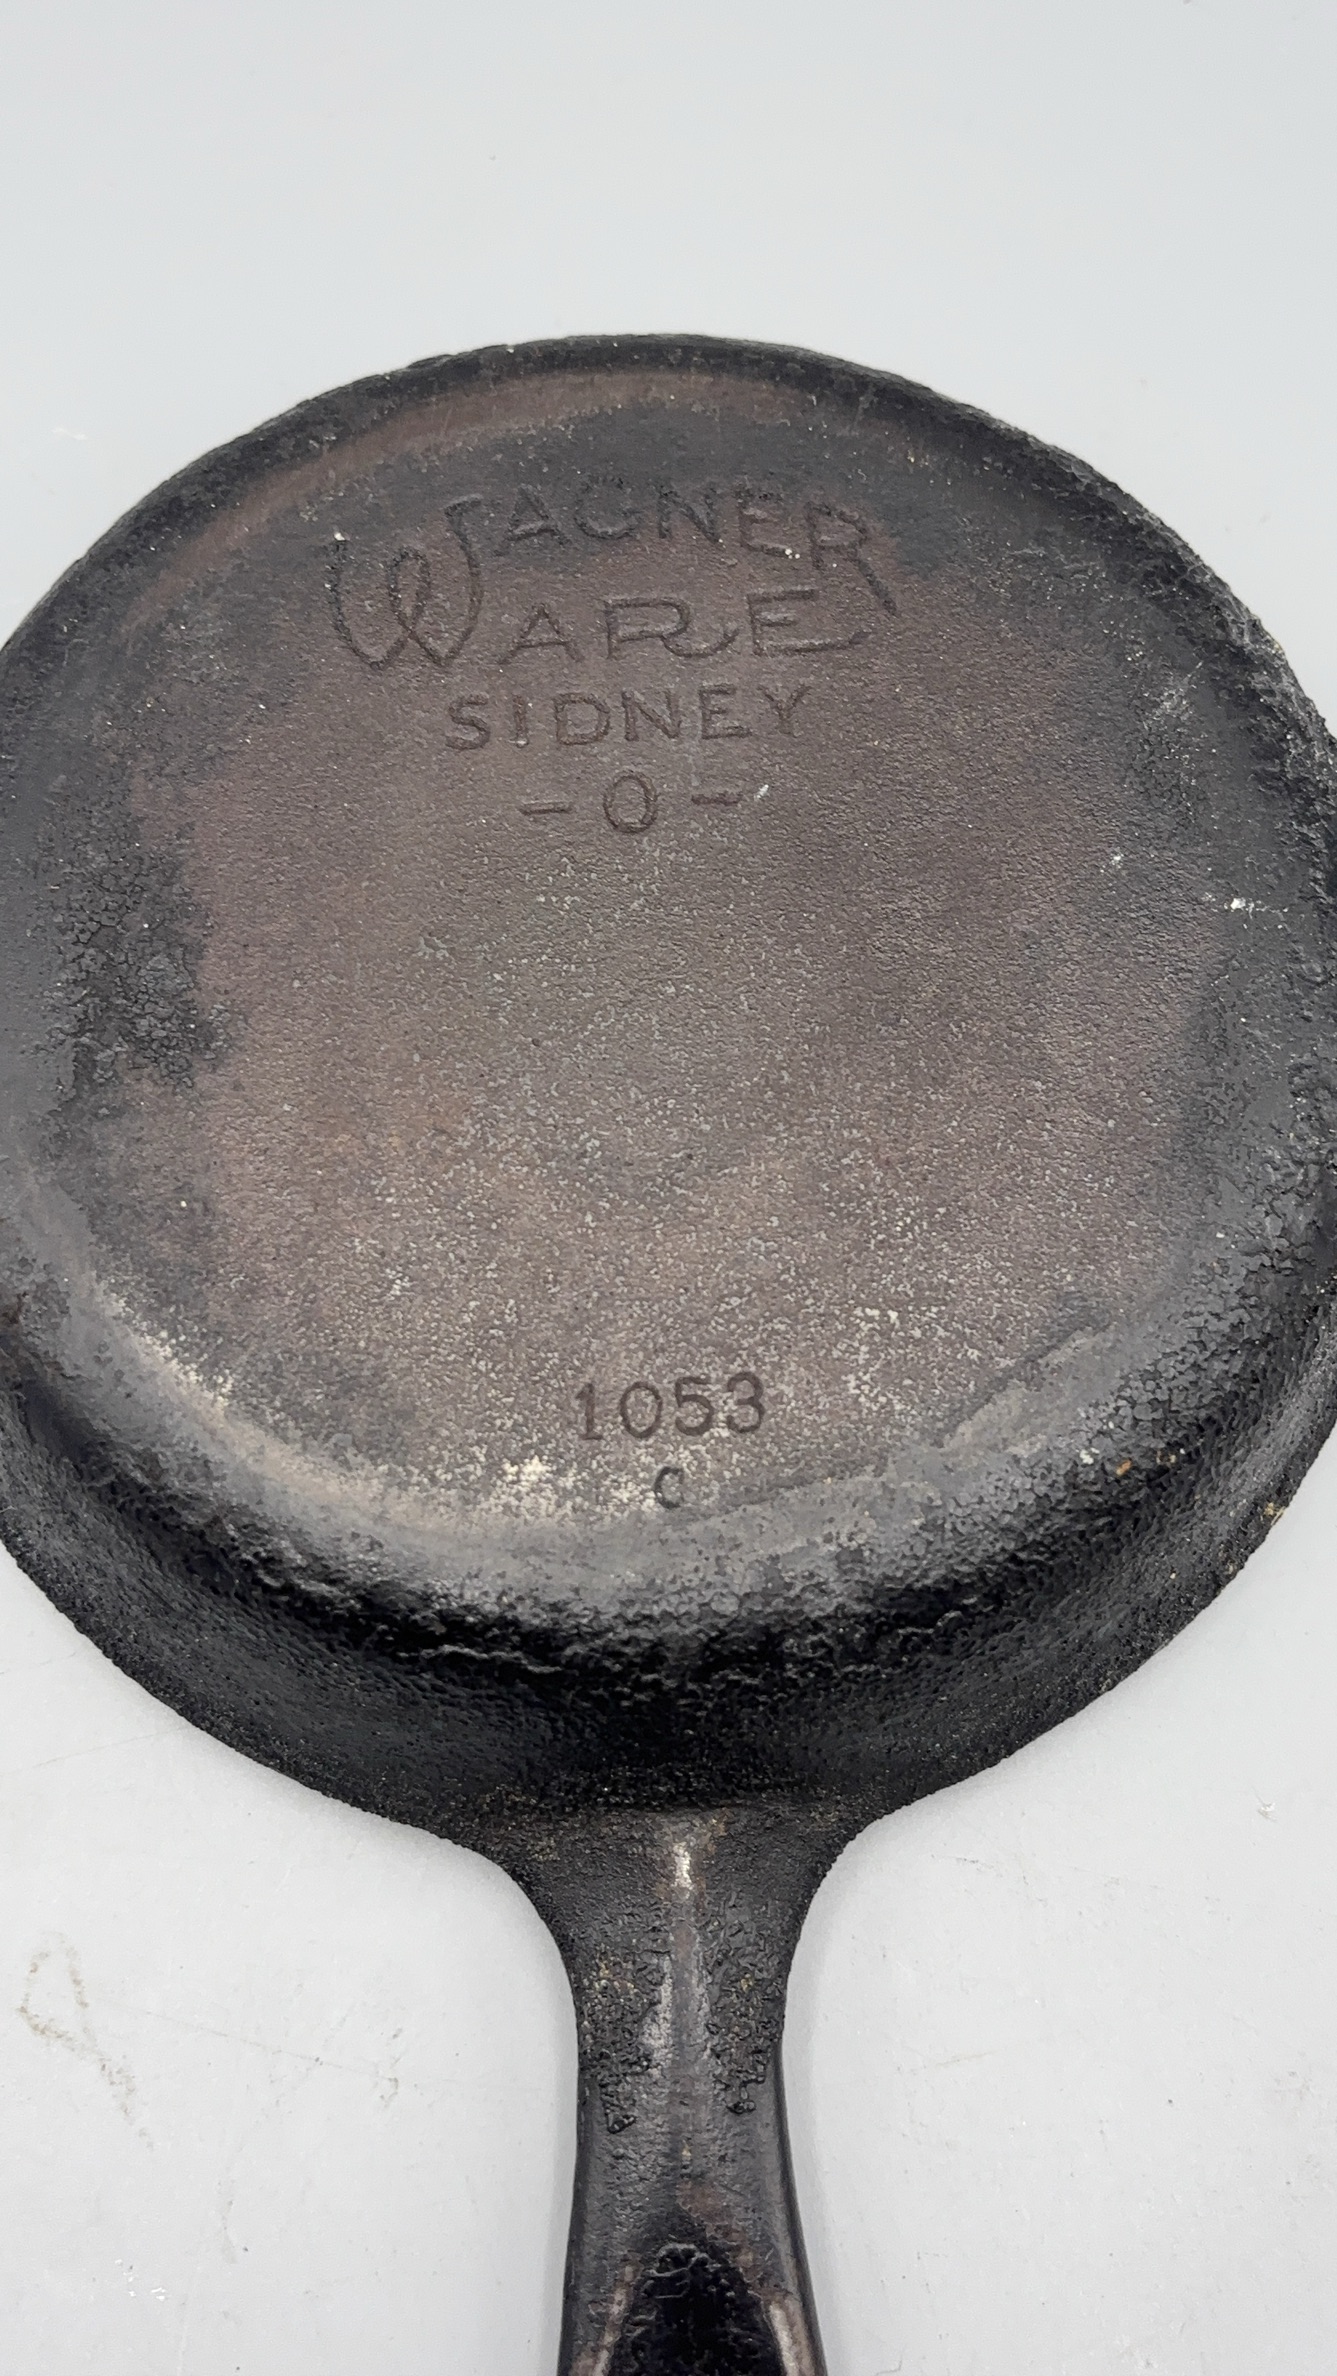 WAGNER
WARE
SIDNEY
-O-
1053
C